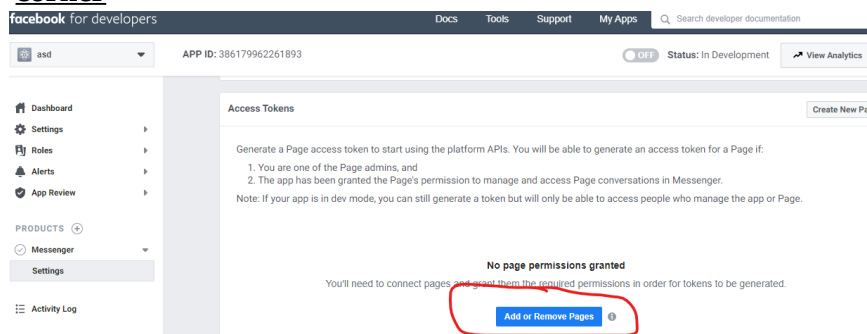 corner
facebook for developers
Docs Tools Support My Apps Search developer documentation
asd
APP ID: 386179962261893
OFF Status: In Development View Analytics
Dashboard
Settings
Roles
Alerts
App Review
PRODUCTS
Messenger
Settings
Activity Log
Access Tokens
Create New Pa
Generate a Page access token to start using the platform APIs. You will be able to generate an access token for a Page if:
1. You are one of the Page admins, and
2. The app has been granted the Page's permission to manage and access Page conversations in Messenger.
Note: If your app is in dev mode, you can still generate a token but will only be able to access people who manage the app or Page.
No page permissions granted
You'll need to connect pages and grant them the required permissions in order for tokens to be generated.
Add or Remove Pages